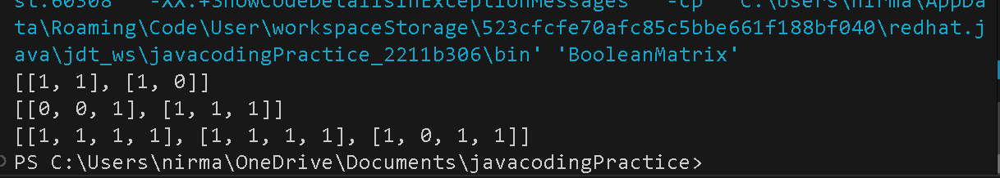 st:60308' '-XX:+ShowCodeDetailsInExceptionMessages' '-cp' 'C:\Users\nirma\AppDa
ta\Roaming\Code\User\workspaceStorage\523cfcfe70afc85c5bbe661f188bf040\redhat.j
ava\jdt_ws\javacodingPractice_2211b306\bin' 'BooleanMatrix'
[[1, 1], [1, 0]]
[[0, 0, 1], [1, 1, 1]]
[[1, 1, 1, 1], [1, 1, 1, 1], [1, 0, 1, 1]]
PS C:\Users\nirma\OneDrive\Documents\javacodingPractice>